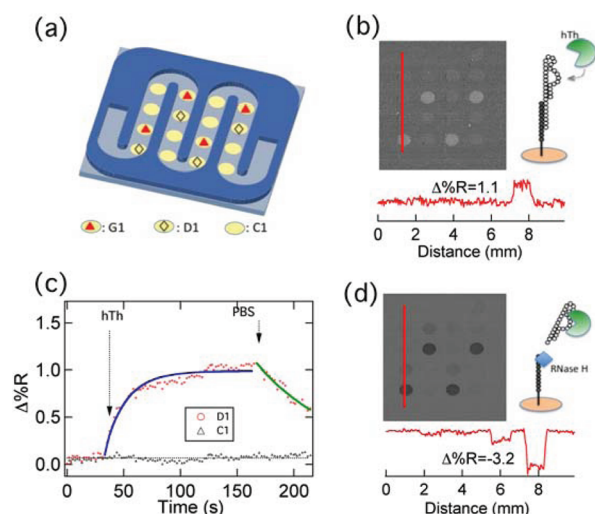 (a)
: G1 : D1 : C1
(b)
hTh
Δ%R=1.1
0 2 4 6 8
Distance (mm)
(c)
hTh
PBS
1.5
1.0
0.5
0.0
Δ%R
D1
C1
0 50 100 150 200
Time (s)
(d)
RNase H
Δ%R=-3.2
0 2 4 6 8
Distance (mm)